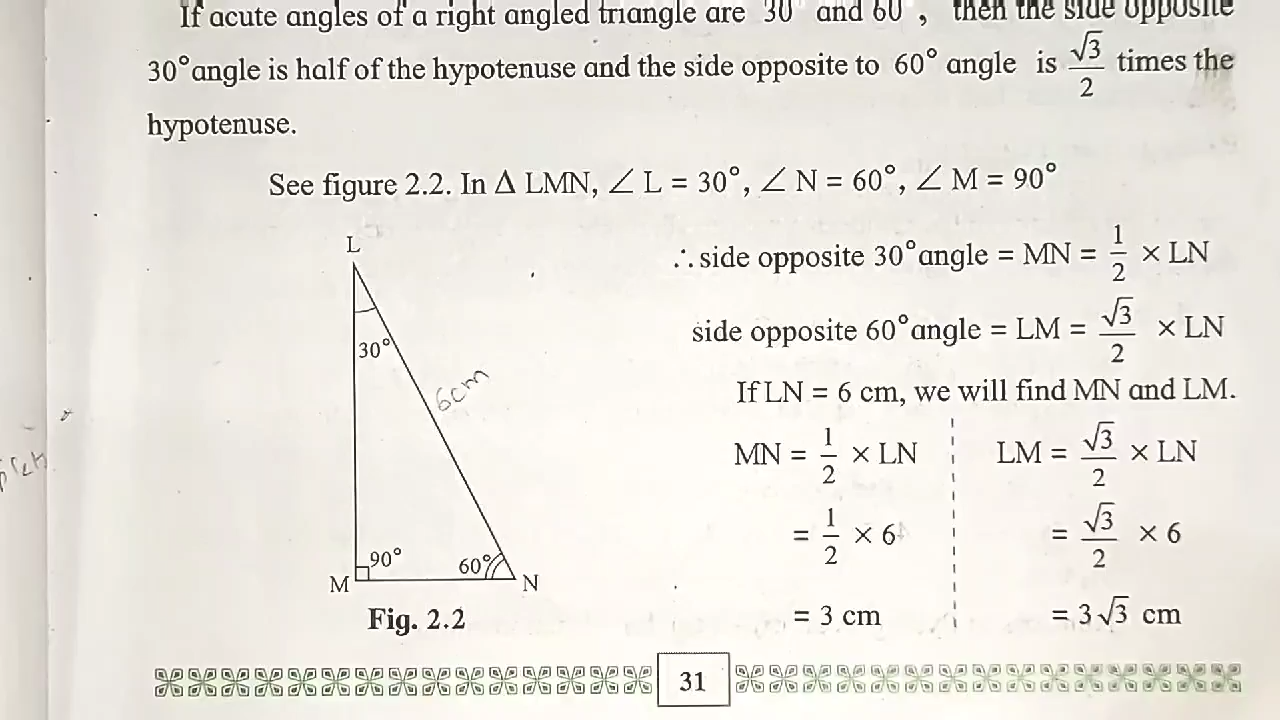 If acute angles of a right angled triangle are 30° and 60°, then the side opposite
30° angle is half of the hypotenuse and the side opposite to 60° angle is √3/2 times the
hypotenuse.
See figure 2.2. In Δ LMN, ∠ L = 30°, ∠ N = 60°, ∠ M = 90°
∴ side opposite 30° angle = MN = 1/2 × LN
side opposite 60° angle = LM = √3/2 × LN
If LN = 6 cm, we will find MN and LM.
MN = 1/2 × LN
= 1/2 × 6
= 3 cm
LM = √3/2 × LN
= √3/2 × 6
= 3√3 cm
L
30°
6cm
90°
60°
M
N
Fig. 2.2
31